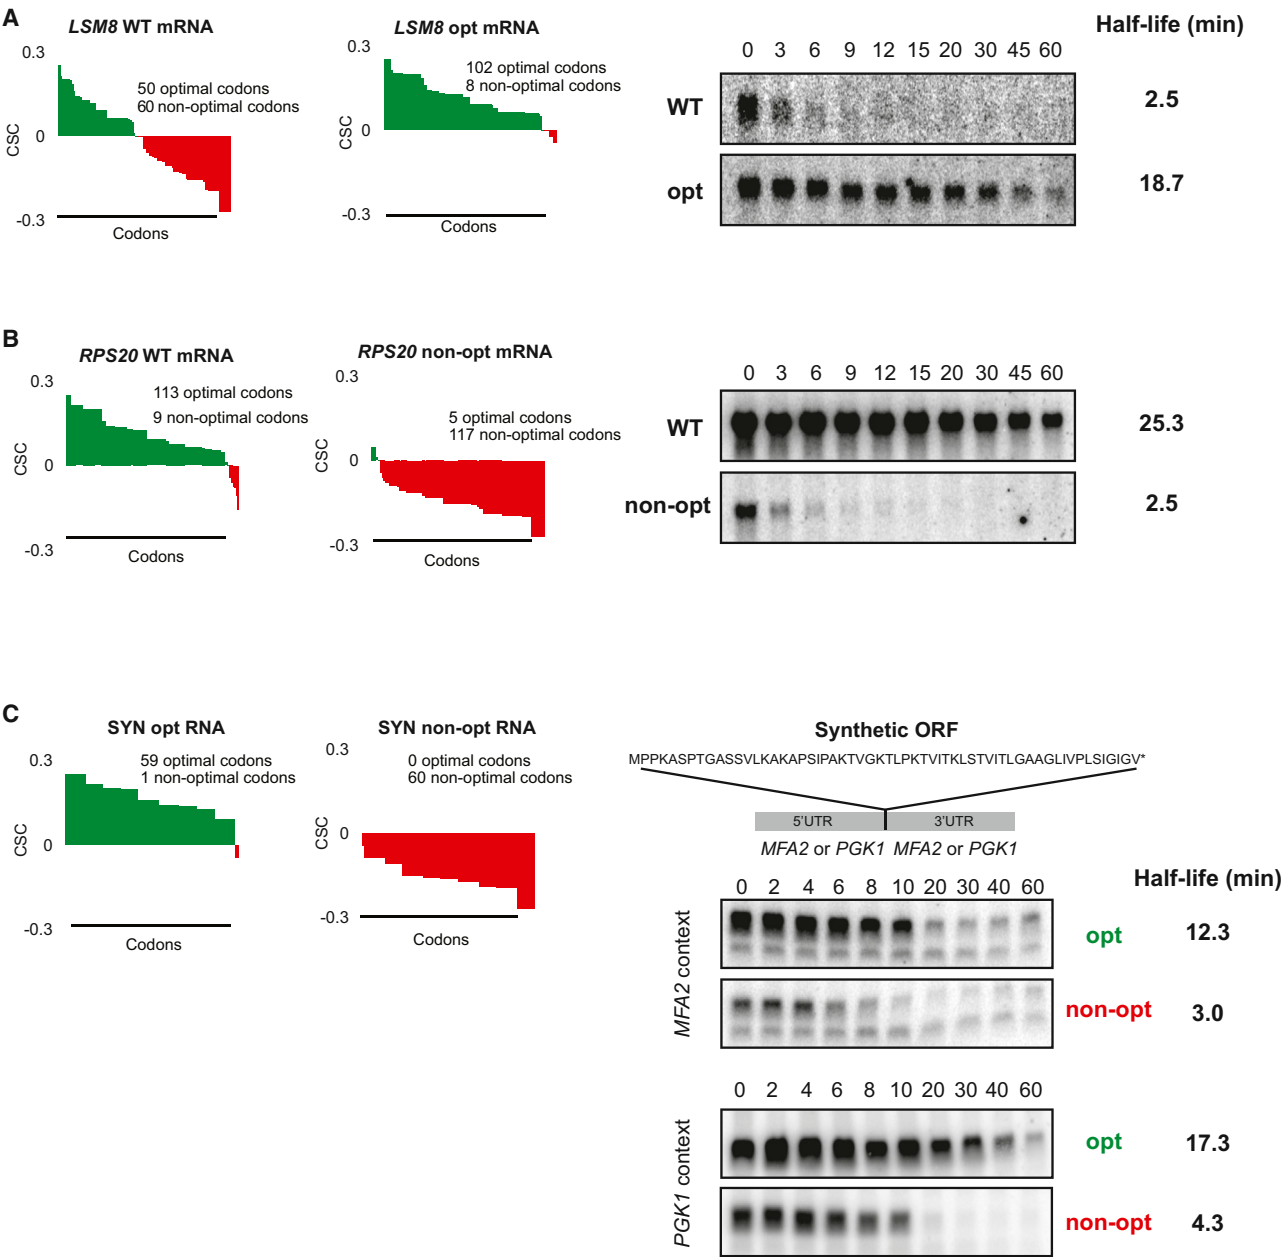 A
LSM8 WT mRNA
0.3
50 optimal codons
60 non-optimal codons
CSC
0
-0.3
Codons
LSM8 opt mRNA
0.3
102 optimal codons
8 non-optimal codons
CSC
0
-0.3
Codons
Half-life (min)
0 3 6 9 12 15 20 30 45 60
WT
2.5
opt
18.7
B
RPS20 WT mRNA
0.3
113 optimal codons
9 non-optimal codons
CSC
0
-0.3
Codons
RPS20 non-opt mRNA
0.3
5 optimal codons
117 non-optimal codons
CSC
0
-0.3
Codons
0 3 6 9 12 15 20 30 45 60
WT
25.3
non-opt
2.5
C
SYN opt RNA
0.3
59 optimal codons
1 non-optimal codons
CSC
0
-0.3
Codons
SYN non-opt RNA
0.3
0 optimal codons
60 non-optimal codons
CSC
0
-0.3
Codons
Synthetic ORF
MPPKASPTGASSVLKAKAPSIPAKTVGKTLPKTVITKLSTVITLGAAGLIVPLSIGIGV*
5'UTR 3'UTR
MFA2 or PGK1 MFA2 or PGK1
Half-life (min)
0 2 4 6 8 10 20 30 40 60
MFA2 context
opt
12.3
non-opt
3.0
0 2 4 6 8 10 20 30 40 60
PGK1 context
opt
17.3
non-opt
4.3